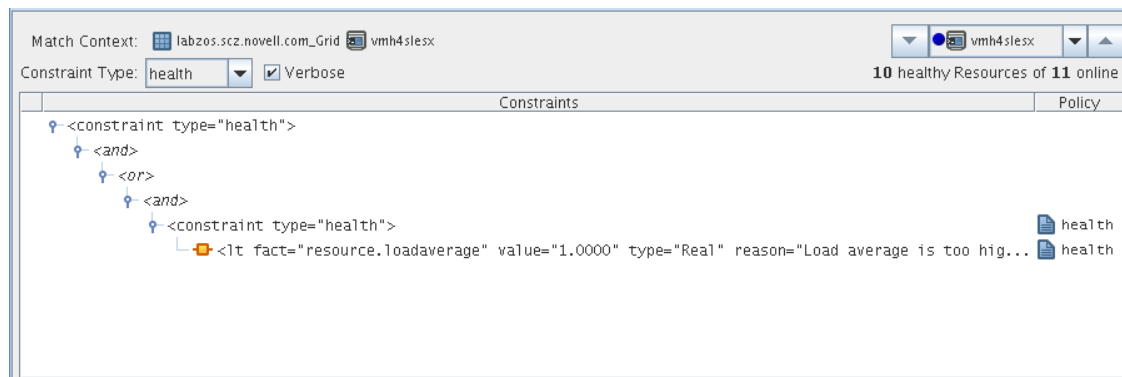 Match Context: labzos.scz.novell.com_Grid vmh4slesx vmh4slesx
Constraint Type: health Verbose 10 healthy Resources of 11 online
Constraints Policy
<constraint type="health">
<and>
<or>
<and>
<constraint type="health"> health
<lt fact="resource.loadaverage" value="1.0000" type="Real" reason="Load average is too hig... health